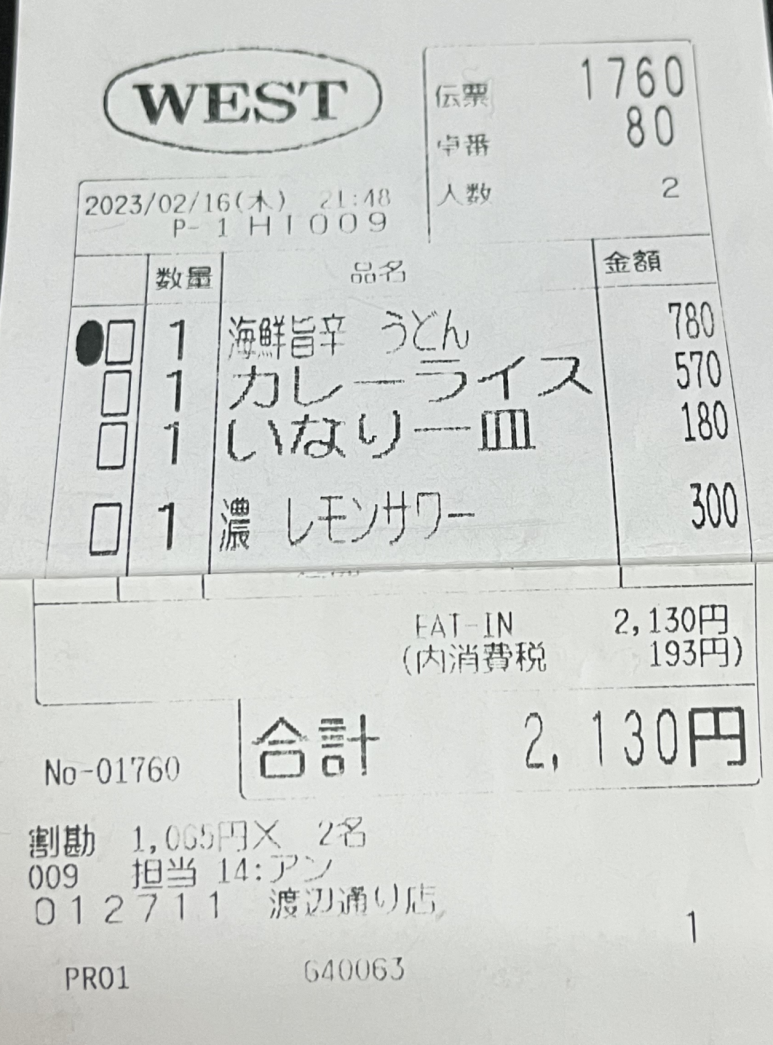 WEST
伝票 1760
卓番 80
人数 2
2023/02/16(木) 21:48
P-1 HI009
数量 品名 金額
1 海鮮旨辛 うどん 780
1 カレーライス 570
1 いなり一皿 180
1 濃 レモンサワー 300
EAT-IN 2,130円
(内消費税 193円)
合計 2,130円
No-01760
割勘 1,065円× 2名
009 担当 14:アン
012711 渡辺通り店
1
PR01 640063